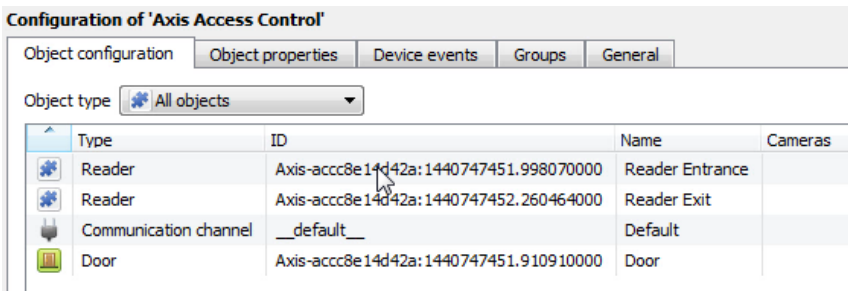 Configuration of 'Axis Access Control'
Object configuration Object properties Device events Groups General
Object type All objects
Type ID Name Cameras
Reader Axis-accc8e14d42a:1440747451.998070000 Reader Entrance
Reader Axis-accc8e14d42a:1440747452.260464000 Reader Exit
Communication channel __default__ Default
Door Axis-accc8e14d42a:1440747451.910910000 Door